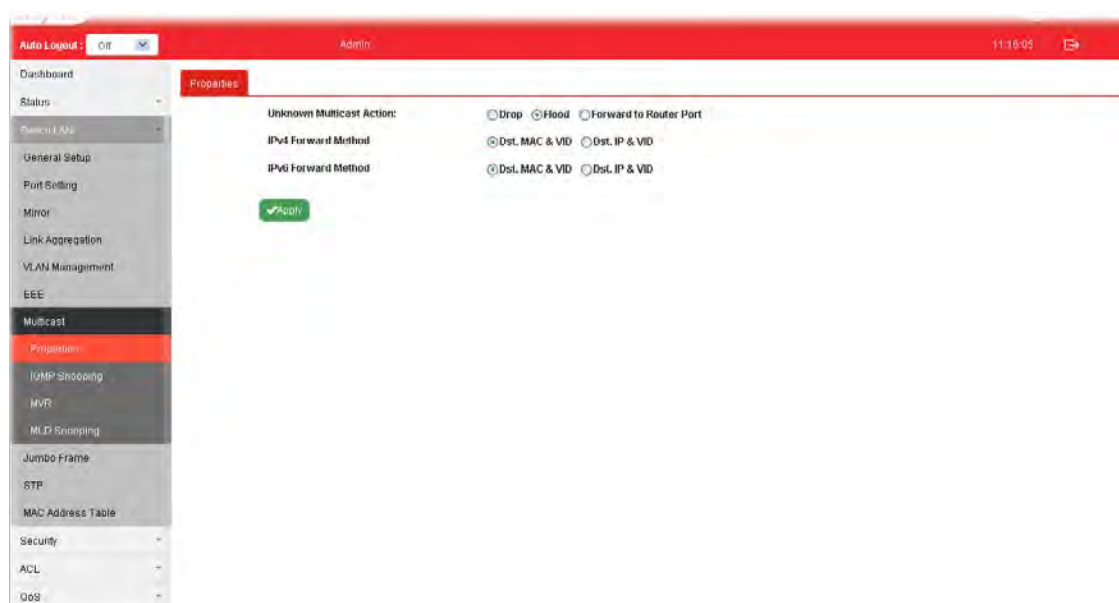 Auto Logout : Off Admin 11:16:05
Dashboard
Properties
Status
Unknown Multicast Action: Drop Flood Forward to Router Port
Switch LAN
IPv4 Forward Method Dst. MAC & VID Dst. IP & VID
General Setup
IPv6 Forward Method Dst. MAC & VID Dst. IP & VID
Port Setting
Apply
Mirror
Link Aggregation
VLAN Management
EEE
Multicast
Properties
IGMP Snooping
MVR
MLD Snooping
Jumbo Frame
STP
MAC Address Table
Security
ACL
QoS